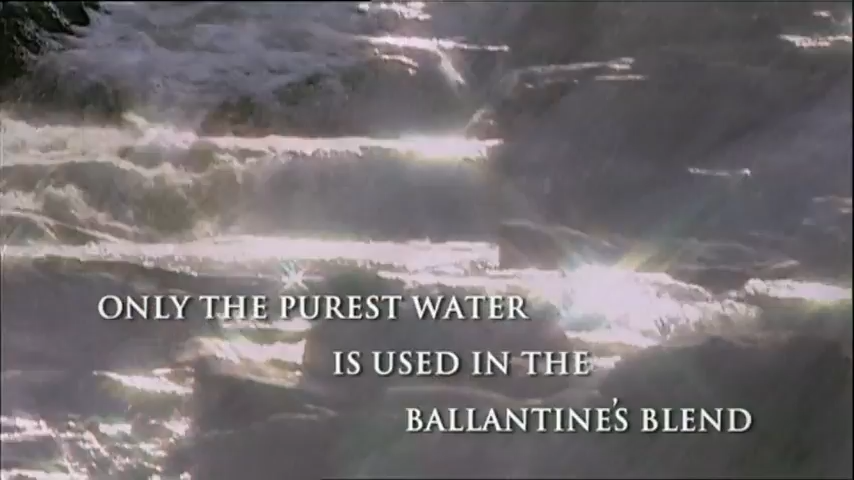 ONLY THE PUREST WATER
IS USED IN THE
BALLANTINE'S BLEND